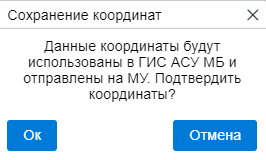 Сохранение координат
Данные координаты будут
использованы в ГИС АСУ МБ и
отправлены на МУ. Подтвердить
координаты?
Ок Отмена